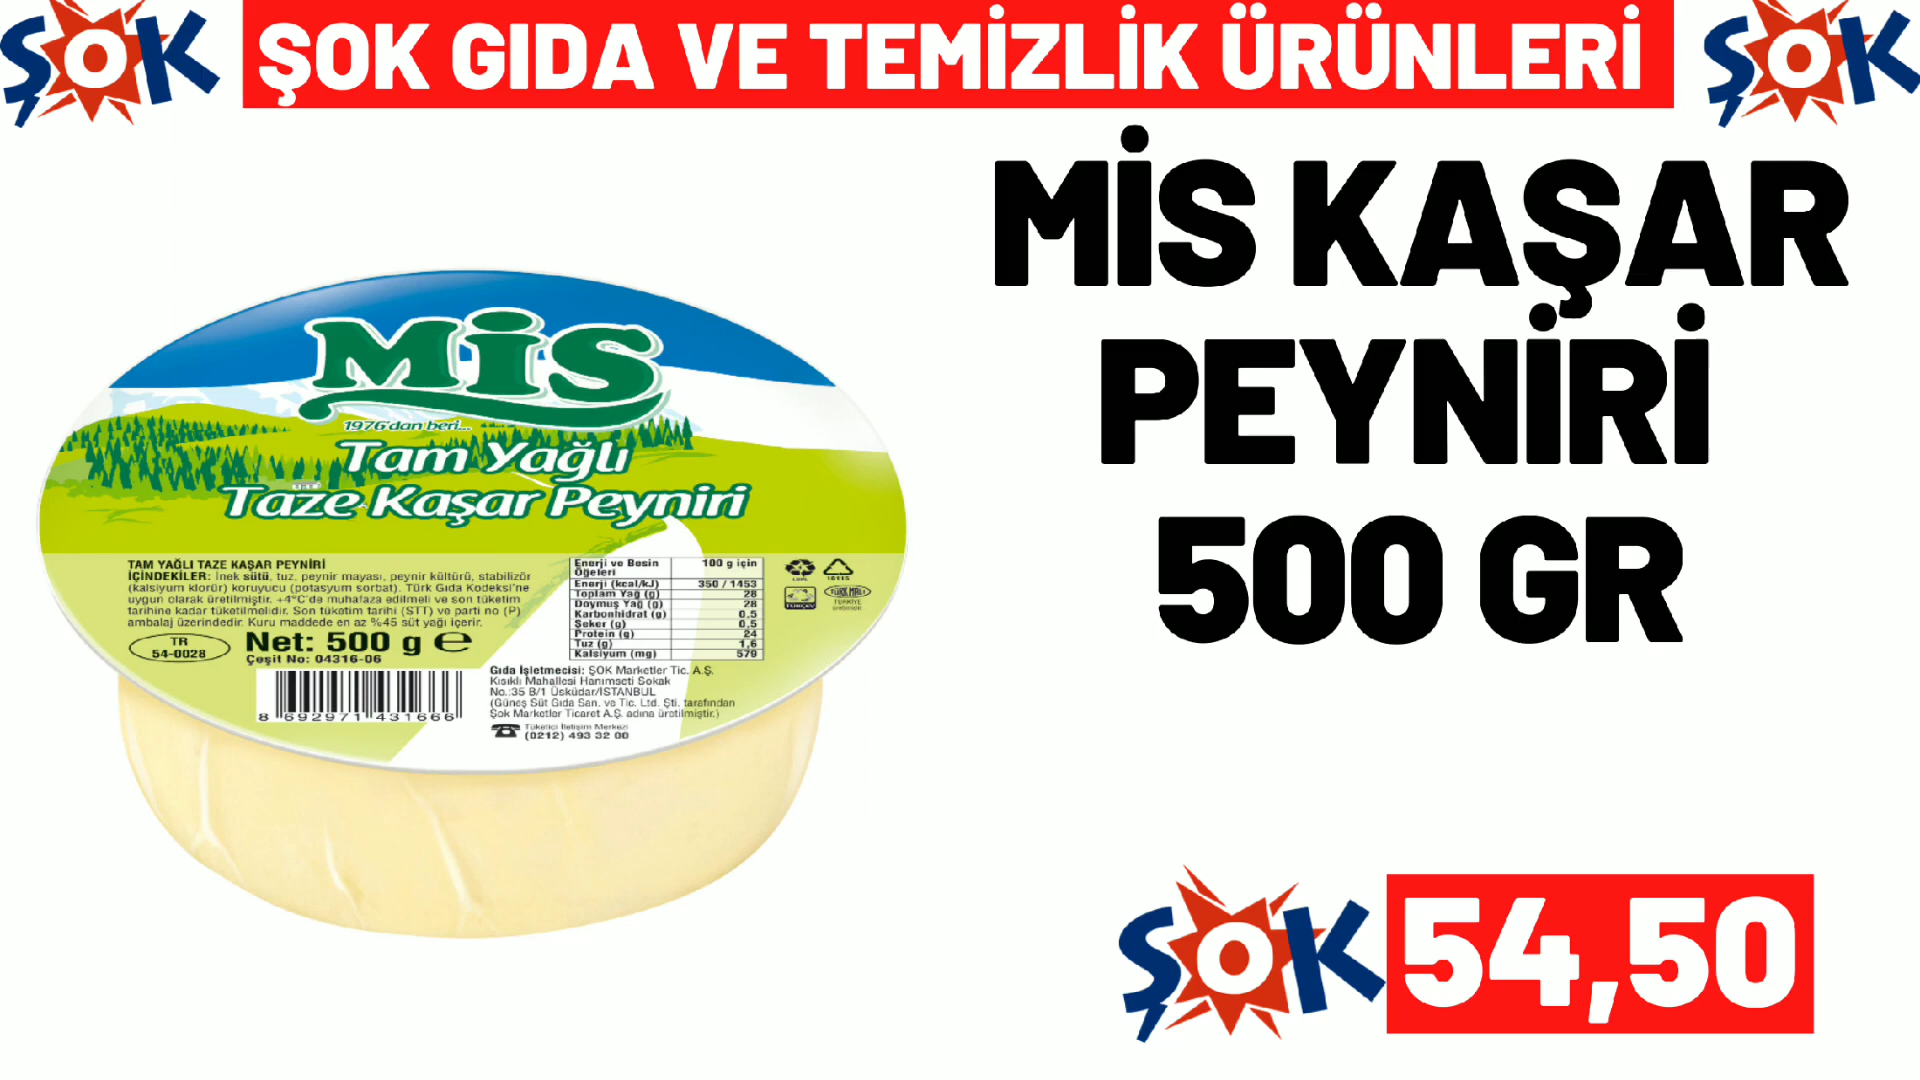 ŞOK
ŞOK GIDA VE TEMİZLİK ÜRÜNLERİ
ŞOK
MİS KAŞAR
PEYNİRİ
500 GR
MİS
1976'dan beri...
Tam Yağlı
Taze Kaşar Peyniri
TAM YAĞLI TAZE KAŞAR PEYNİRİ
İÇİNDEKİLER: İnek sütü, tuz, peynir mayası, peynir kültürü, stabilizör
(kalsiyum klorür) koruyucu (potasyum sorbat). Türk Gıda Kodeksi'ne
uygun olarak üretilmiştir. +4°C'de muhafaza edilmeli ve son tüketim
tarihine kadar tüketilmelidir. Son tüketim tarihi (STT) ve parti no (P)
ambalaj üzerindedir. Kuru maddede en az %45 süt yağı içerir.
TR
54-0028
Net: 500 g e
Çeşit No: 04316-06
8 692971 431666
Enerji ve Besin Öğeleri 100 g için
Enerji (kcal/kJ) 350 / 1453
Toplam Yağ (g) 28
Doymuş Yağ (g) 28
Karbonhidrat (g) 0,5
Şeker (g) 0,5
Protein (g) 24
Tuz (g) 1,6
Kalsiyum (mg) 579
Gıda İşletmecisi: ŞOK Marketler Tic. A.Ş.
Kısıklı Mahallesi Hanımseti Sokak
No.:35 B/1 Üsküdar/İSTANBUL
(Güneş Süt Gıda San. ve Tic. Ltd. Şti. tarafından
Şok Marketler Ticaret A.Ş. adına üretilmiştir.)
Tüketici İletişim Merkezi
(0212) 493 32 00
ŞOK
54,50